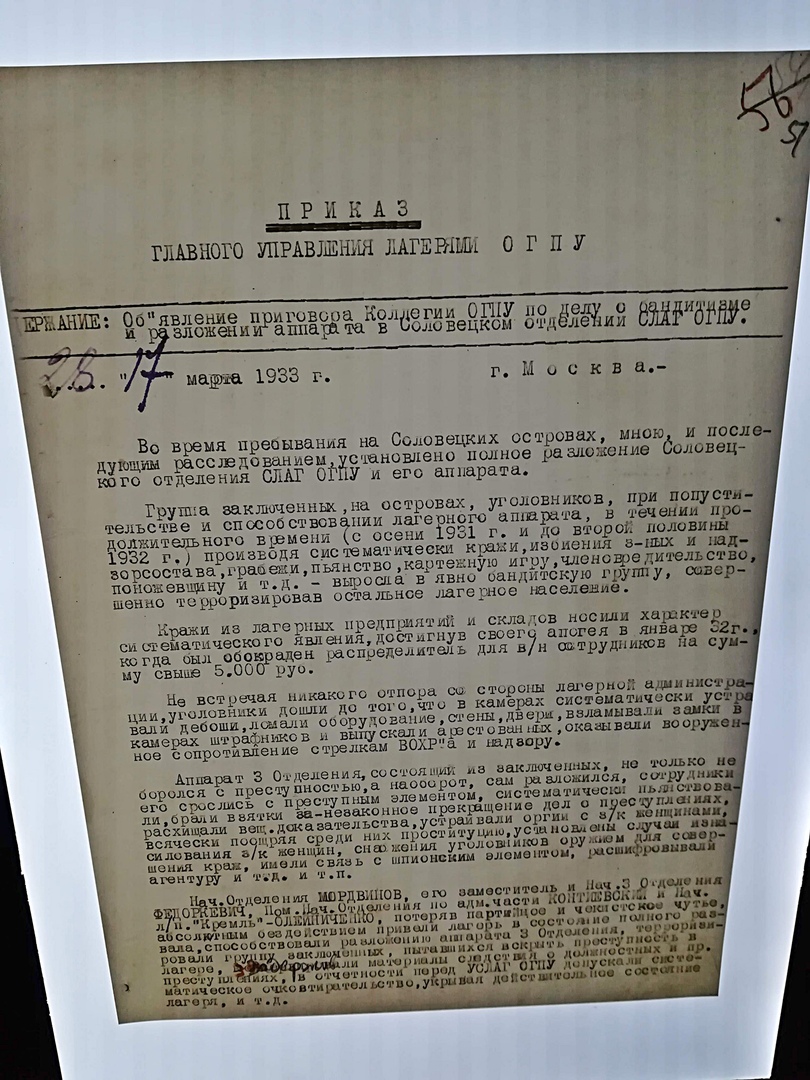 56
51
ПРИКАЗ
ГЛАВНОГО УПРАВЛЕНИЯ ЛАГЕРЯМИ ОГПУ
ЕРЖАНИЕ: Об"явление приговора Коллегии ОГПУ по делу о бандитизме
и разложении аппарата в Соловецком отделении СЛАГ ОГПУ.
"17" марта 1933 г. г. Москва.-
Во время пребывания на Соловецких островах, мною, и после-
дующим расследованием, установлено полное разложение Соловец-
кого отделения СЛАГ ОГПУ и его аппарата.
Группа заключенных, на островах, уголовников, при попусти-
тельстве и способствовании лагерного аппарата, в течении про-
должительного времени (с осени 1931 г. и до второй половины
1932 г.) производя систематически кражи, избиения з-ных и над-
зорсостава, грабежи, пьянство, картежную игру, членовредительство,
поножевщину и т.д. - выросла в явно бандитскую группу, совер-
шенно терроризировав остальное лагерное население.
Кражи из лагерных предприятий и складов носили характер
систематического явления, достигнув своего апогея в январе 32г.,
когда был обокраден распределитель для в/н сотрудников на сум-
му свыше 5.000 руб.
Не встречая никакого отпора со стороны лагерной администра-
ции, уголовники дошли до того, что в камерах систематически устра
вали дебоши, ломали оборудование, стены, двери, взламывали замки в
камерах штрафников и выпускали арестованных, оказывали вооружен-
ное сопротивление стрелкам ВОХР"а и надзору.
Аппарат 3 Отделения, состоящий из заключенных, не только не
боролся с преступностью, а наоборот, сам разложился, сотрудники
его срослись с преступным элементом, систематически пьянствова-
ли, брали взятки за-незаконное прекращение дел о преступлениях,
расхищали вещ.доказательства, устраивали оргии с з/к женщинами,
всячески поощряя среди них проституцию, установлены случаи изна-
силования з/к женщин, снабжения уголовников оружием для совер-
шения краж, имели связь с шпионским элементом, расшифровывали
агентуру и т.д. и т.п.
Нач.Отделения МОРДВИНОВ, его заместитель и Нач.3 Отделения
ФЕДОРКЕВИЧ, Пом.Нач.Отделения по адм.части КОНТИЕВСКИЙ и Нач.
л/п. "Кремль"-ОЛЕЙНИЧЕНКО, потеряв партийное и чекистское чутье,
абсолютным бездействием привели лагерь в состояние полного раз-
вала, способствовали разложению аппарата 3 Отделения, терроризи-
ровали группу заключенных, пытавшихся вскрыть преступность в
лагере, материалы следствия о должностных и пр.
преступлениях, в отчетности перед УСЛАГ ОГПУ допускали систе-
матическое очковтирательство, укрывая действительное состояние
лагеря, и т.д.